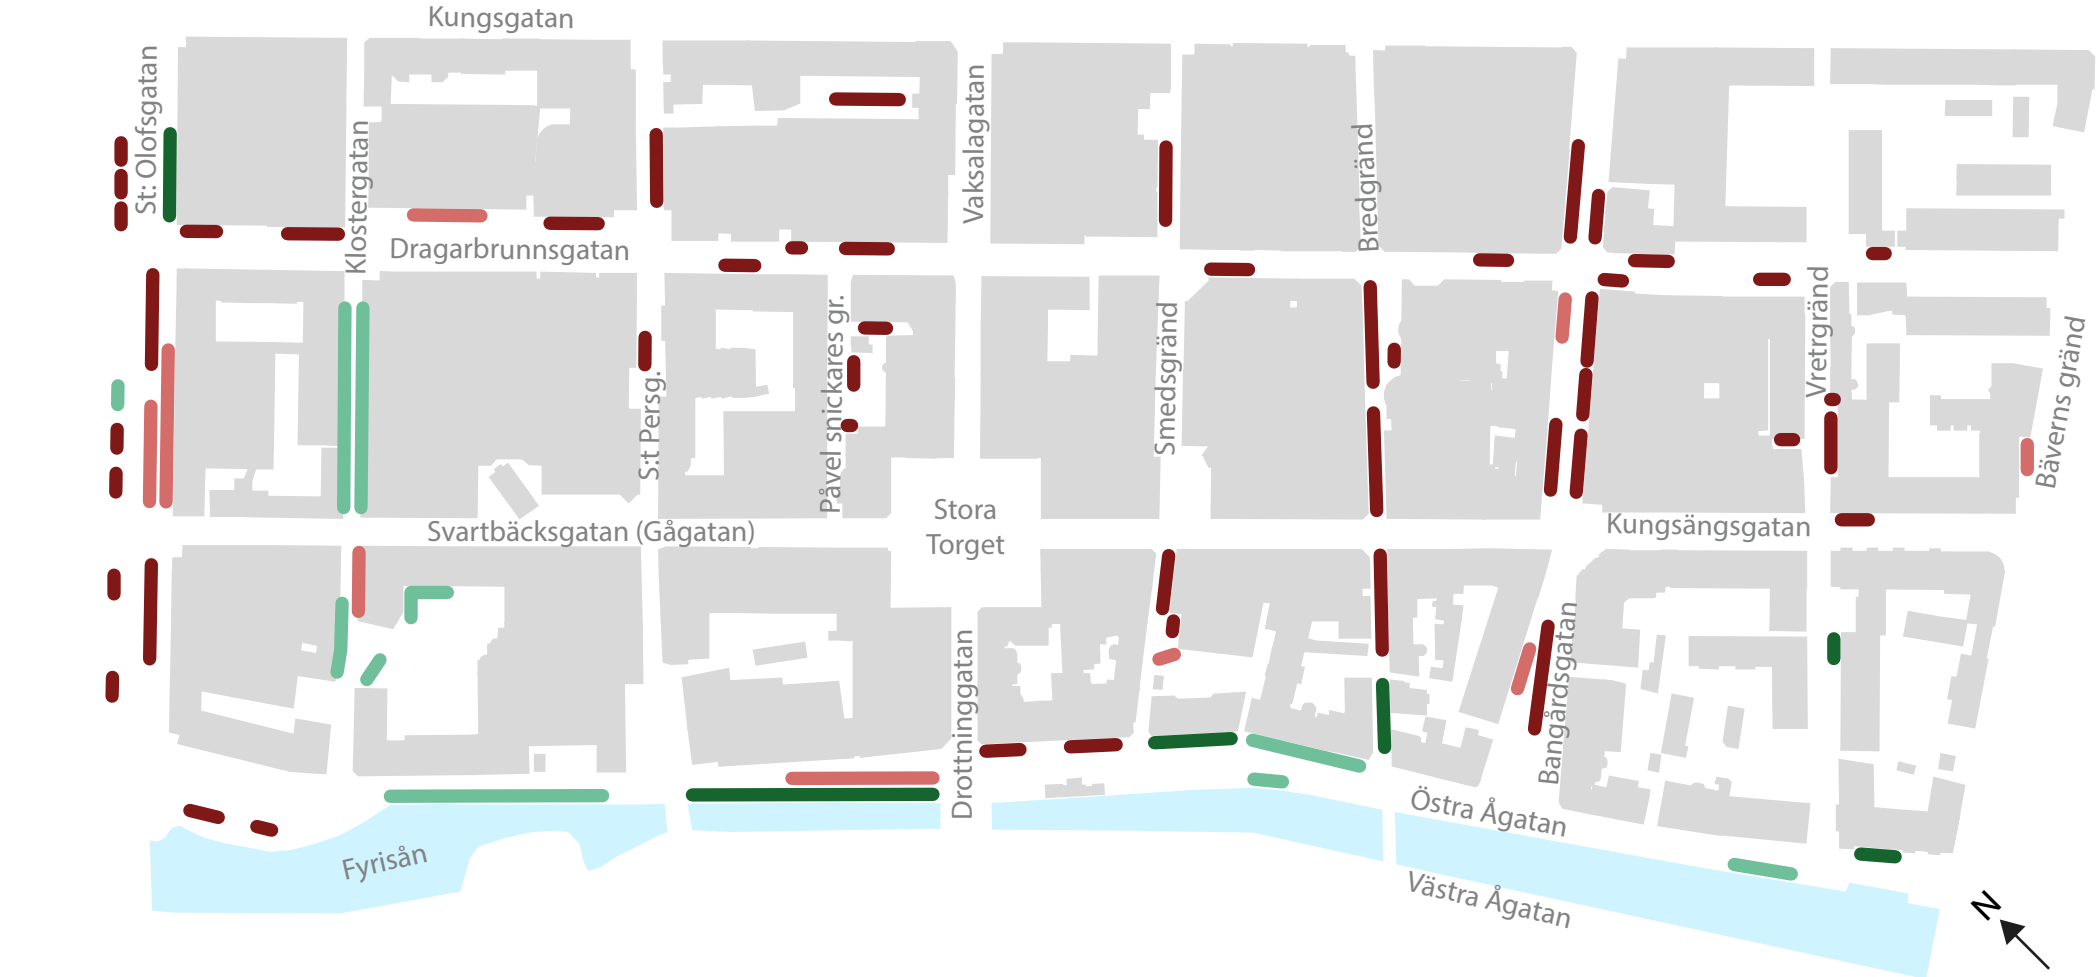 Kungsgatan
St: Olofsgatan
Klostergatan
Vaksalagatan
Bredgränd
Dragarbrunnsgatan
S:t Persg.
Påvel snickares gr.
Smedsgränd
Vretrgränd
Bäverns gränd
Svartbäcksgatan (Gågatan)
Stora
Torget
Kungsängsgatan
Drottninggatan
Bangårdsgatan
Östra Ågatan
Fyrisån
Västra Ågatan
N